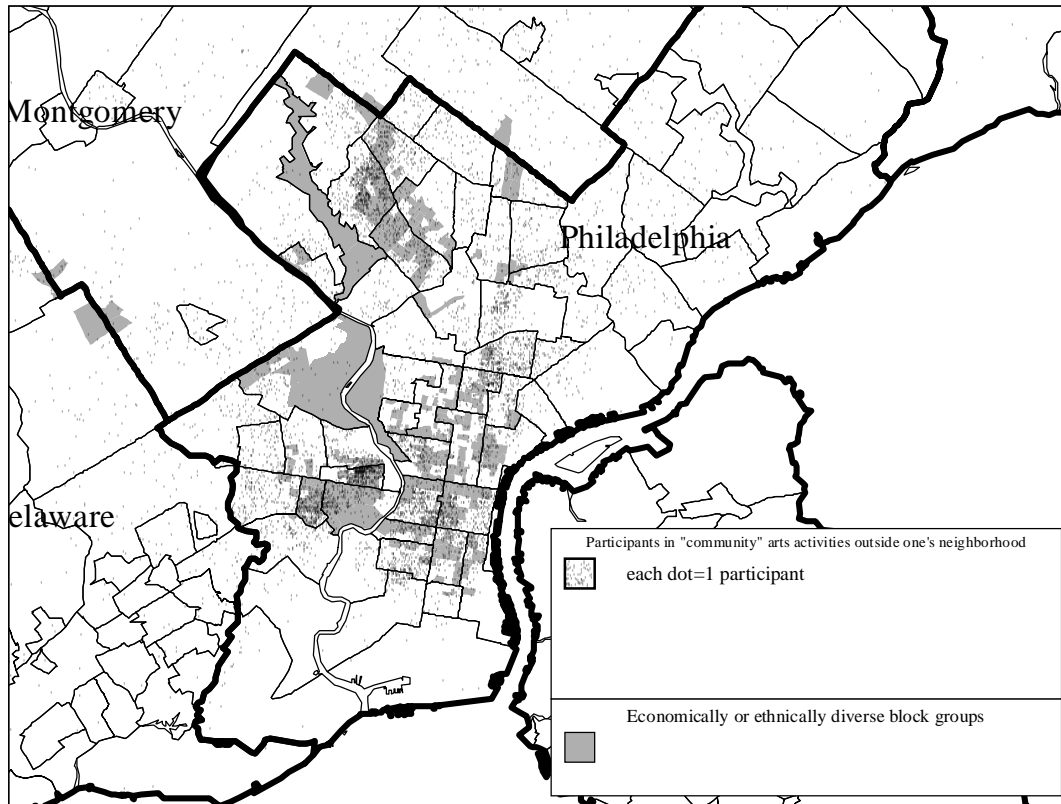 Montgomery
Philadelphia
elaware
Participants in "community" arts activities outside one's neighborhood
each dot=1 participant
Economically or ethnically diverse block groups